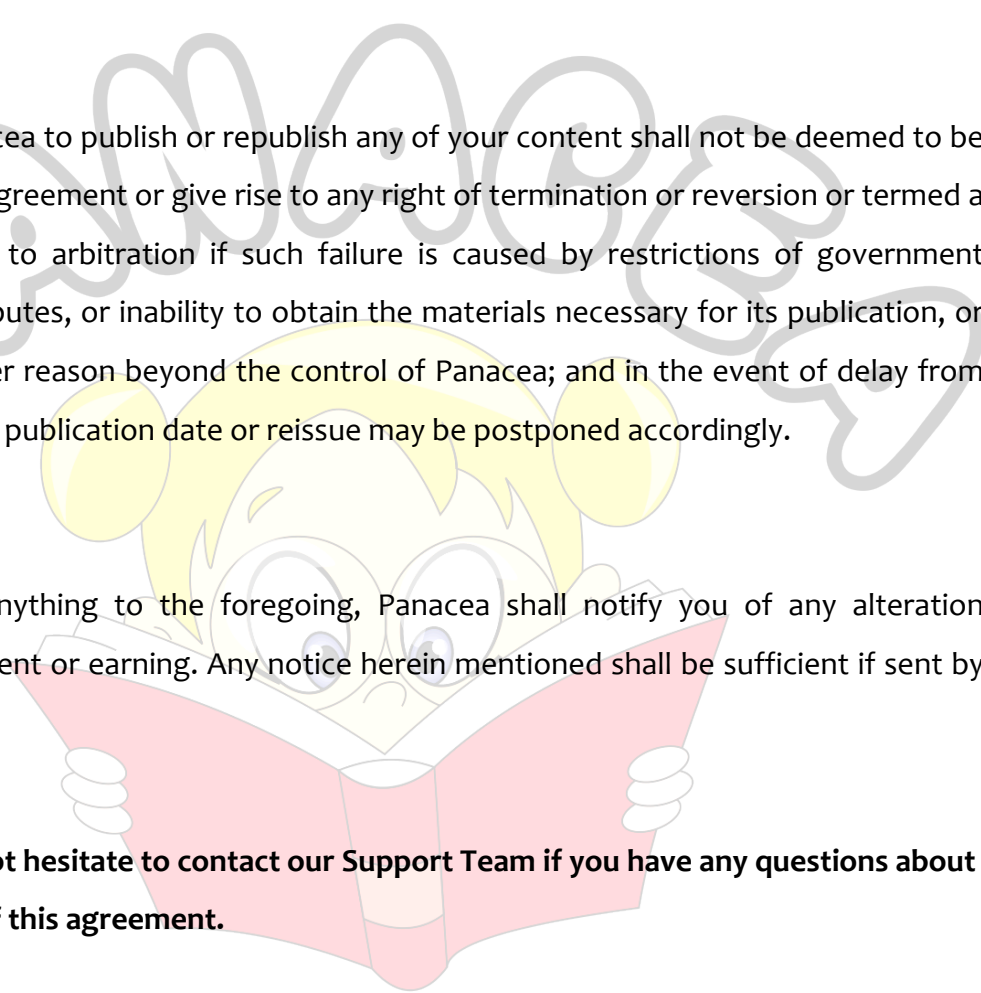 ANACEA
cea to publish or republish any of your content shall not be deemed to be
greement or give rise to any right of termination or reversion or termed a
to arbitration if such failure is caused by restrictions of government
putes, or inability to obtain the materials necessary for its publication, or
er reason beyond the control of Panacea; and in the event of delay from
publication date or reissue may be postponed accordingly.
nything to the foregoing, Panacea shall notify you of any alteration
ent or earning. Any notice herein mentioned shall be sufficient if sent by
ot hesitate to contact our Support Team if you have any questions about
f this agreement.